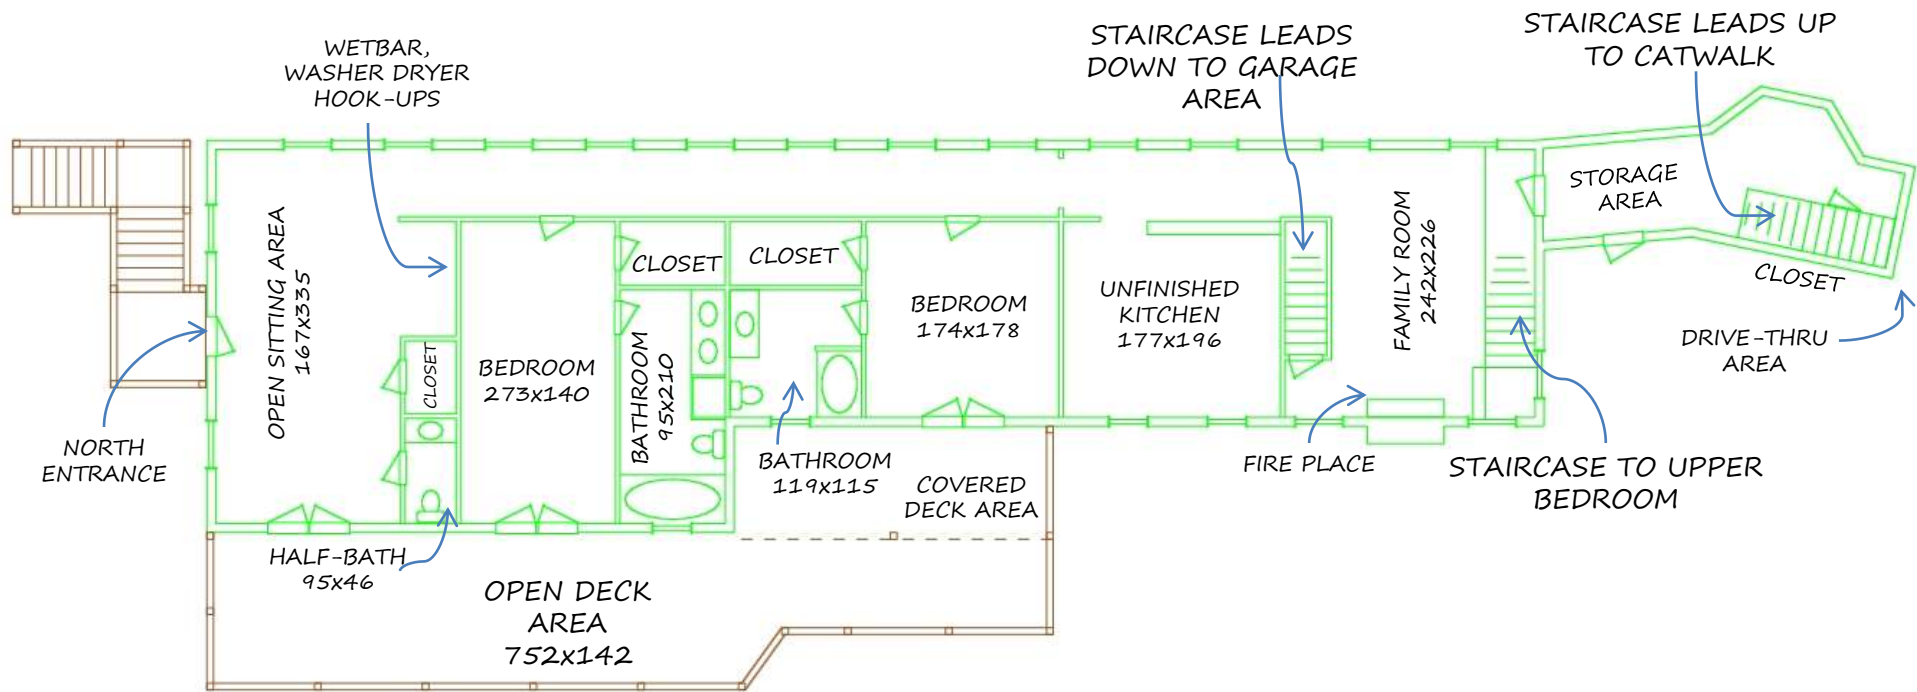 WETBAR,
WASHER DRYER
HOOK-UPS
STAIRCASE LEADS
DOWN TO GARAGE
AREA
STAIRCASE LEADS UP
TO CATWALK
STORAGE
AREA
CLOSET
DRIVE-THRU
AREA
OPEN SITTING AREA
167x335
CLOSET
BEDROOM
273x140
CLOSET
CLOSET
BATHROOM
95x210
BEDROOM
174x178
UNFINISHED
KITCHEN
177x196
FAMILY ROOM
242x226
NORTH
ENTRANCE
BATHROOM
119x115
COVERED
DECK AREA
FIRE PLACE
STAIRCASE TO UPPER
BEDROOM
HALF-BATH
95x46
OPEN DECK
AREA
752x142